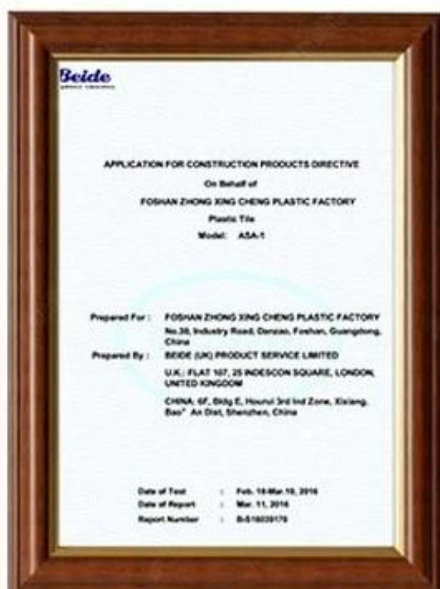 Beide
APPLICATION FOR CONSTRUCTION PRODUCTS DIRECTIVE
On Behalf of
FOSHAN ZHONG XING CHENG PLASTIC FACTORY
Plastic Tile
Model: ASA-1
Prepared For : FOSHAN ZHONG XING CHENG PLASTIC FACTORY
No.30, Industry Road, Danzao, Foshan, Guangdong,
China
Prepared By : BEIDE (UK) PRODUCT SERVICE LIMITED
U.K.: FLAT 107, 25 INDESCON SQUARE, LONDON,
UNITED KINGDOM
CHINA: 6F, Bldg E, Hourui 3rd Ind Zone, Xixiang,
Bao" An Dist, Shenzhen, China
Date of Test : Feb. 18-Mar.10, 2016
Date of Report : Mar. 11, 2016
Report Number :